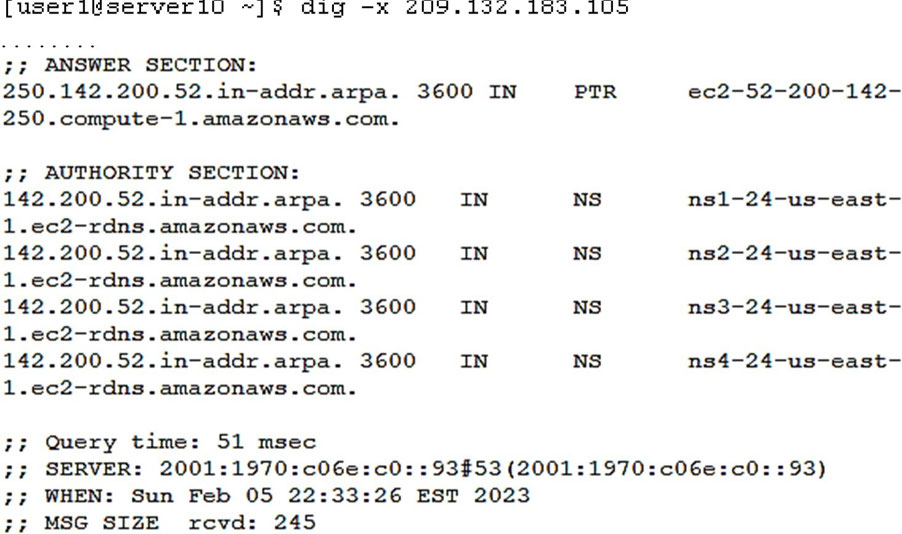 [user1@server10 ~]$ dig -x 209.132.183.105
........
;; ANSWER SECTION:
250.142.200.52.in-addr.arpa. 3600 IN PTR ec2-52-200-142-
250.compute-1.amazonaws.com.
;; AUTHORITY SECTION:
142.200.52.in-addr.arpa. 3600 IN NS ns1-24-us-east-
1.ec2-rdns.amazonaws.com.
142.200.52.in-addr.arpa. 3600 IN NS ns2-24-us-east-
1.ec2-rdns.amazonaws.com.
142.200.52.in-addr.arpa. 3600 IN NS ns3-24-us-east-
1.ec2-rdns.amazonaws.com.
142.200.52.in-addr.arpa. 3600 IN NS ns4-24-us-east-
1.ec2-rdns.amazonaws.com.
;; Query time: 51 msec
;; SERVER: 2001:1970:c06e:c0::93#53(2001:1970:c06e:c0::93)
;; WHEN: Sun Feb 05 22:33:26 EST 2023
;; MSG SIZE rcvd: 245